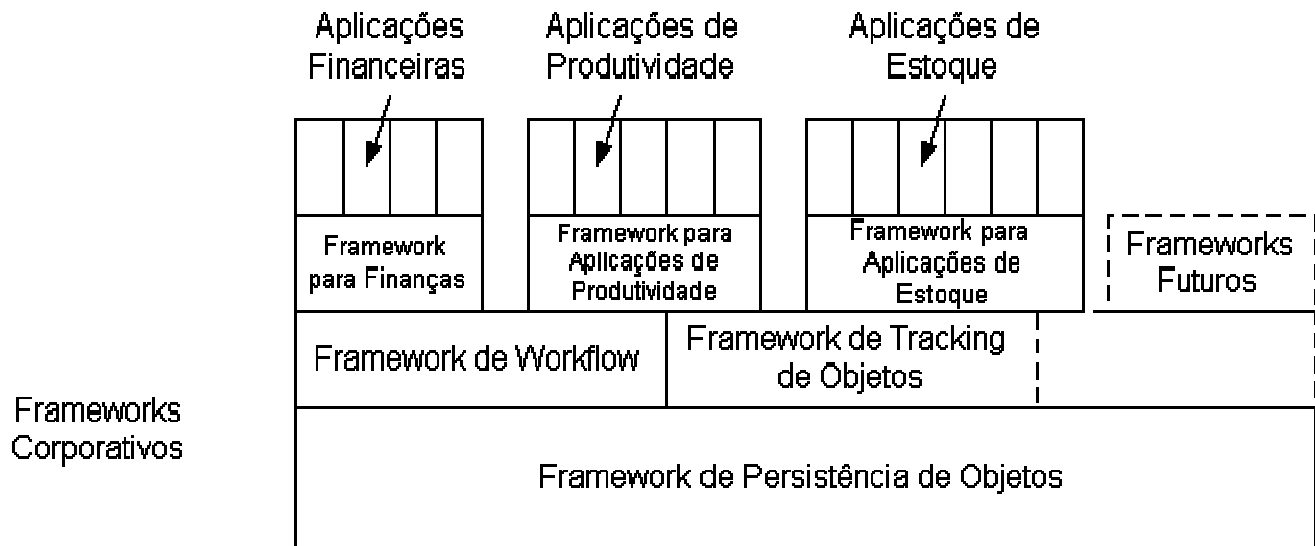 Aplicações
Financeiras
Aplicações de
Produtividade
Aplicações de
Estoque
Framework
para Finanças
Framework para
Aplicações de
Produtividade
Framework para
Aplicações de
Estoque
Frameworks
Futuros
Framework de Workflow
Framework de Tracking
de Objetos
Frameworks
Corporativos
Framework de Persistência de Objetos